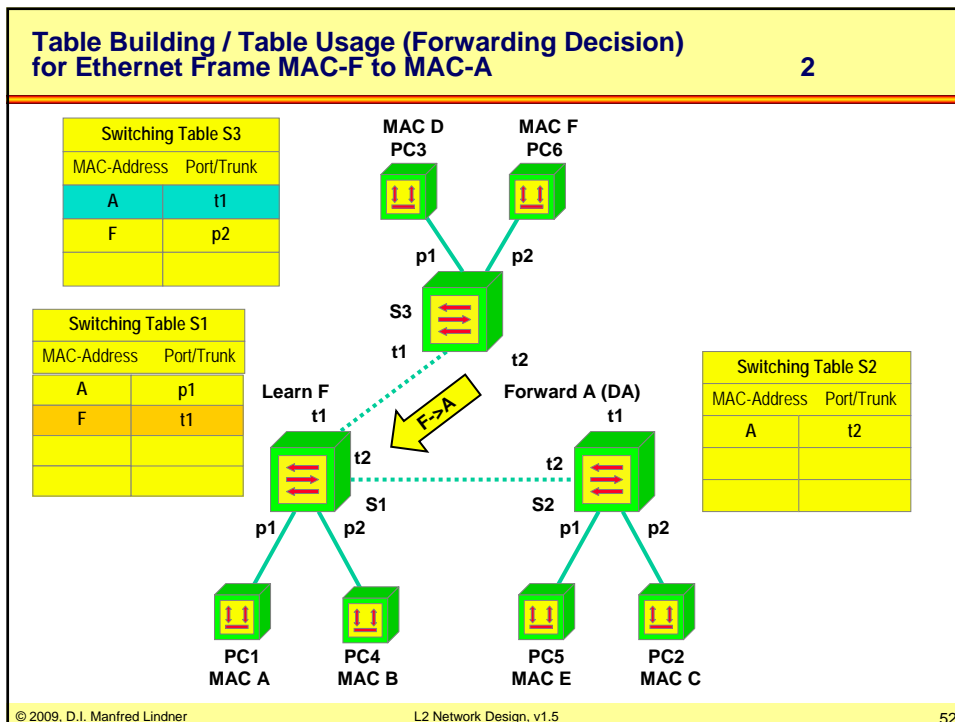 Table Building / Table Usage (Forwarding Decision)
for Ethernet Frame MAC-F to MAC-A 2
Switching Table S3
MAC-Address Port/Trunk
A t1
F p2
MAC D
PC3
MAC F
PC6
p1 p2
S3
t1 t2
Switching Table S1
MAC-Address Port/Trunk
A p1
F t1
Learn F
t1
F->A
Forward A (DA)
t1
Switching Table S2
MAC-Address Port/Trunk
A t2
t2 t2
S1 S2
p1 p2 p1 p2
PC1
MAC A
PC4
MAC B
PC5
MAC E
PC2
MAC C
© 2009, D.I. Manfred Lindner L2 Network Design, v1.5 52